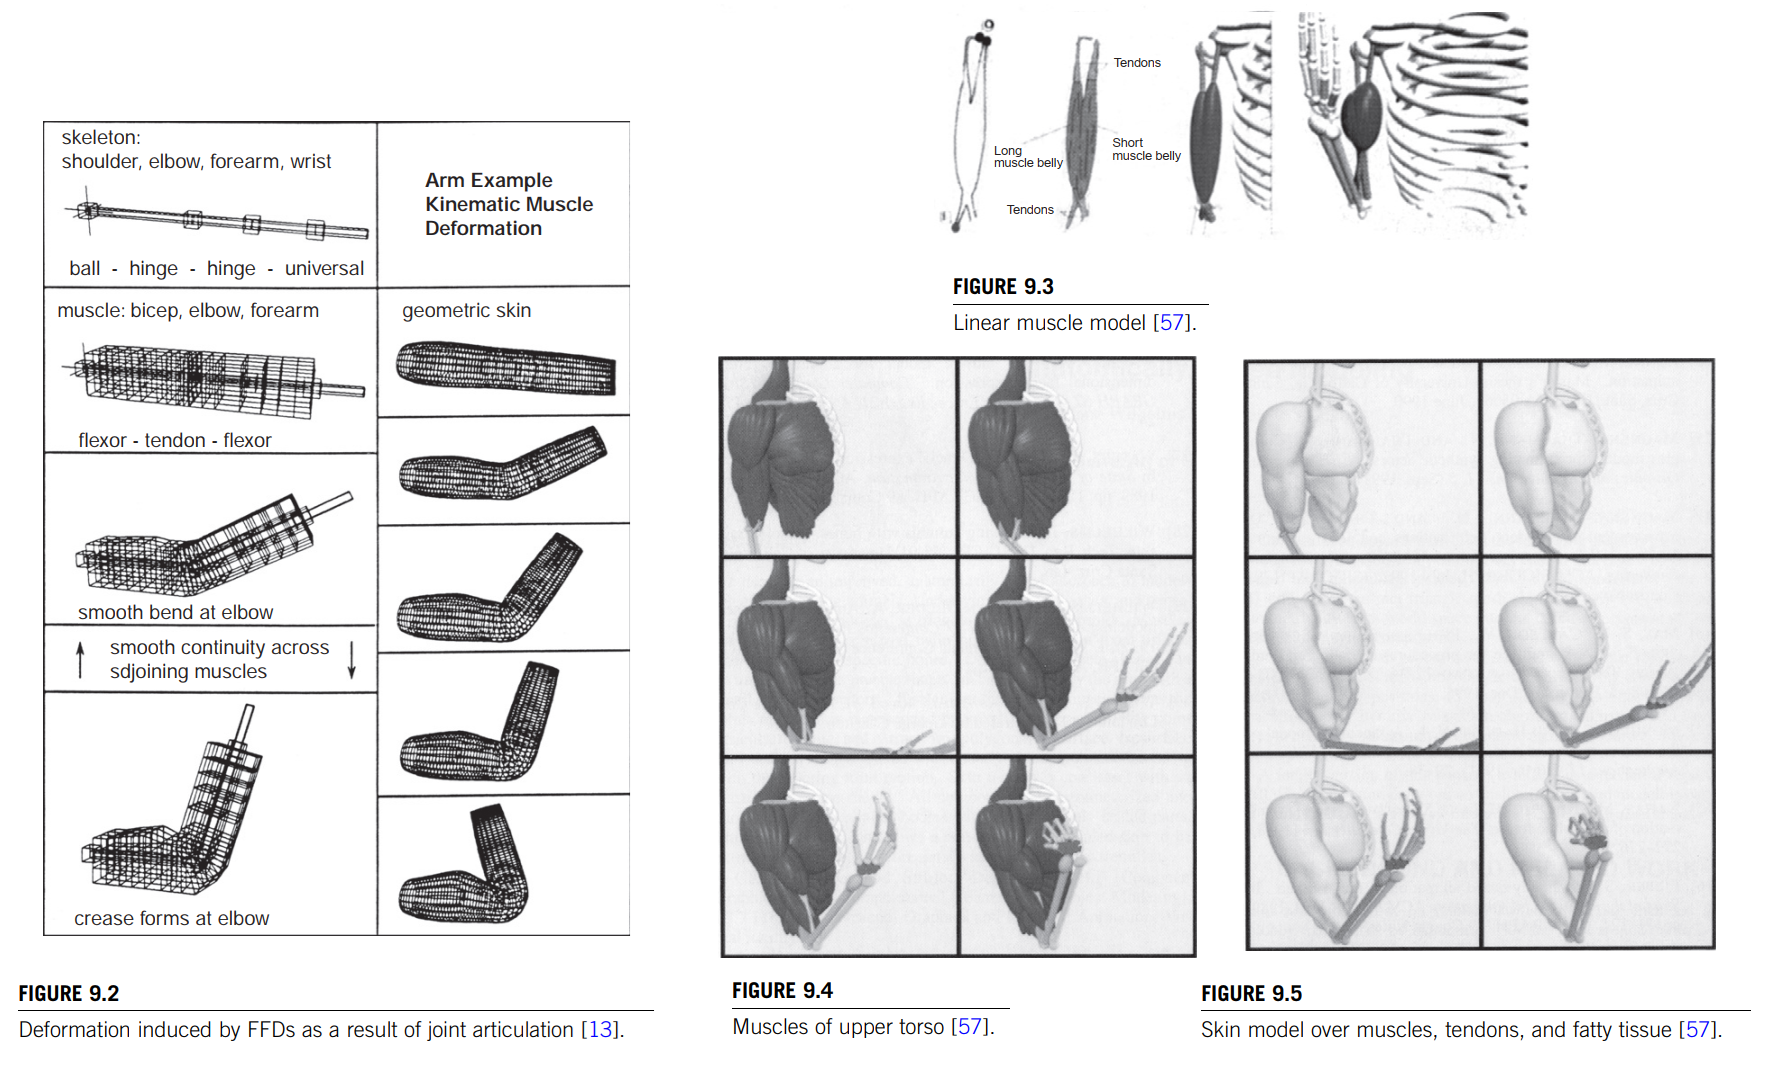 skeleton:
shoulder, elbow, forearm, wrist
ball - hinge - hinge - universal
Arm Example
Kinematic Muscle
Deformation
muscle: bicep, elbow, forearm
flexor - tendon - flexor
geometric skin
smooth bend at elbow
smooth continuity across
sdjoining muscles
crease forms at elbow
FIGURE 9.2
Deformation induced by FFDs as a result of joint articulation [13].
Tendons
Long
muscle belly
Short
muscle belly
Tendons
FIGURE 9.3
Linear muscle model [57].
FIGURE 9.4
Muscles of upper torso [57].
FIGURE 9.5
Skin model over muscles, tendons, and fatty tissue [57].